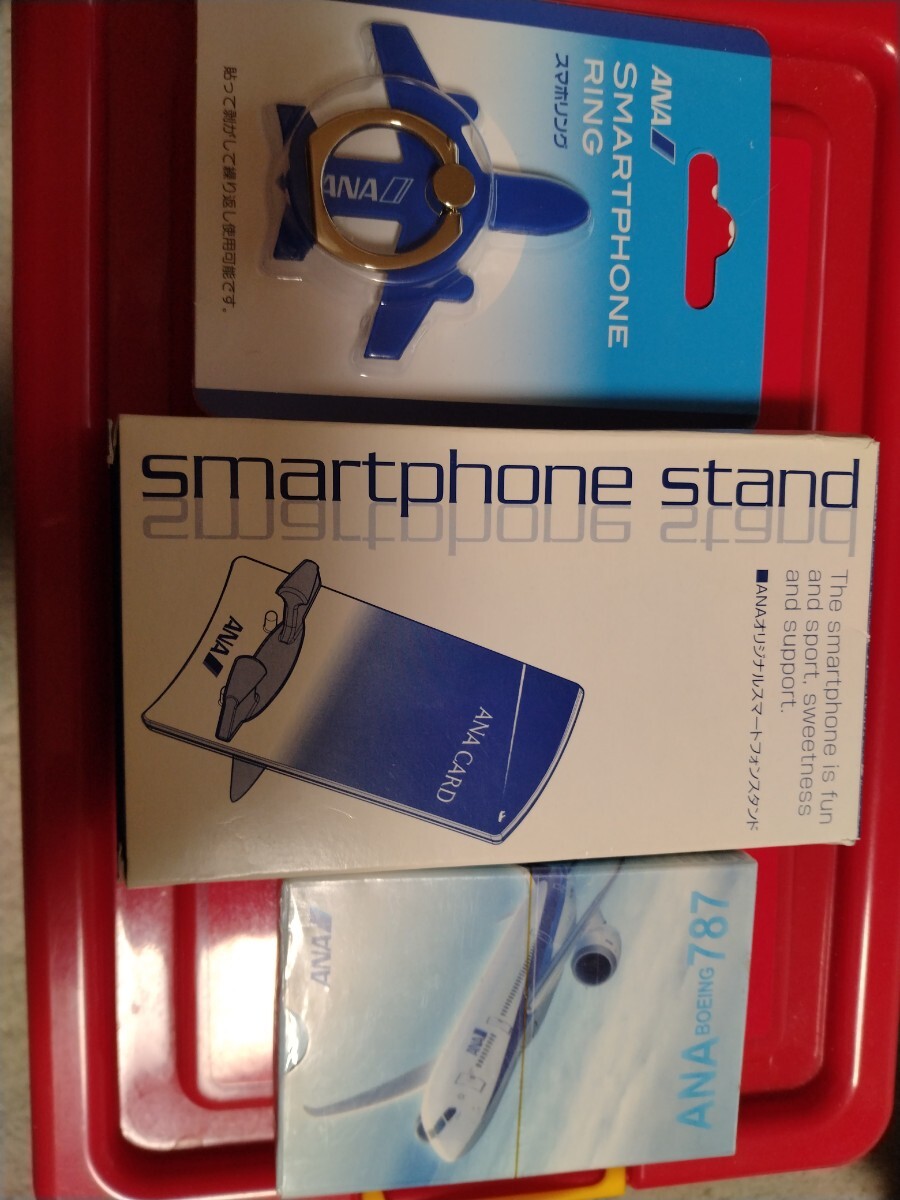 ANA
SMARTPHONE
RING
スマホリング
ANA
貼って剥がして繰り返し使用可能です。
smartphone stand
The smartphone is fun
and sport, sweetness
and support.
■ANAオリジナルスマートフォンスタンド
ANA
ANA CARD
ANA
ANA
ANA BOEING 787